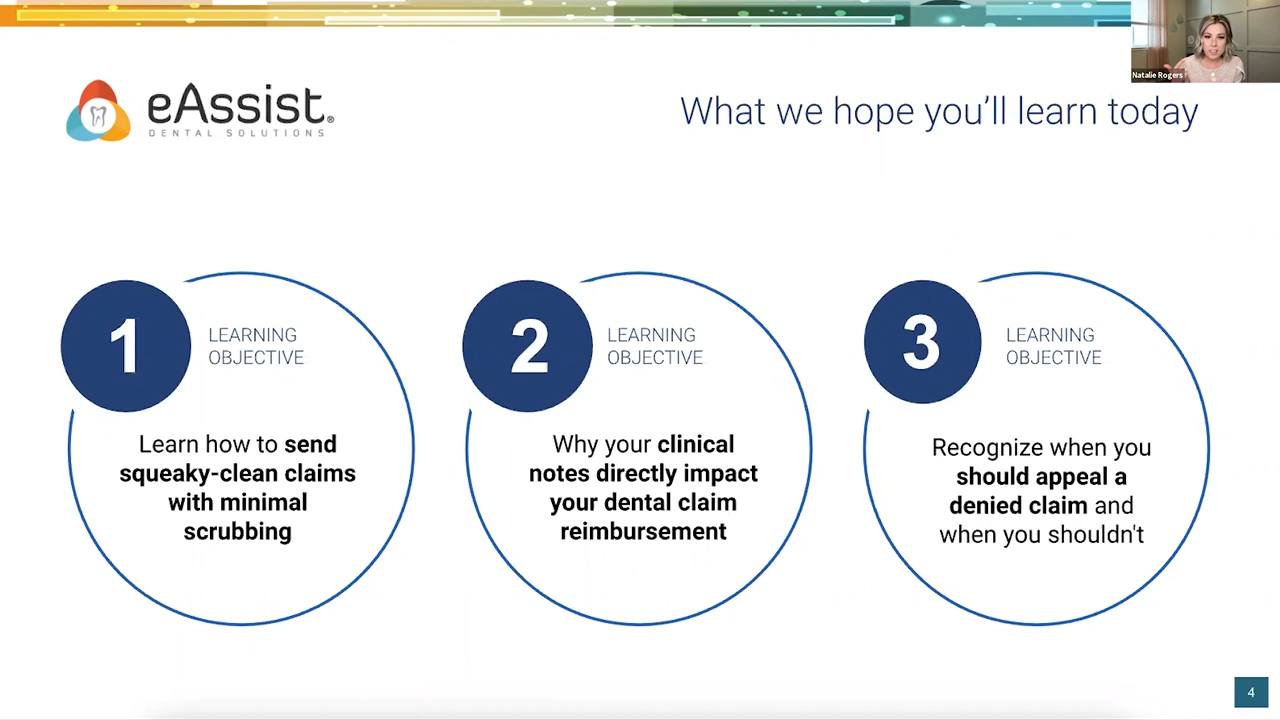 Natalie Rogers
eAssist®
DENTAL SOLUTIONS
What we hope you'll learn today
1
LEARNING
OBJECTIVE
Learn how to send
squeaky-clean claims
with minimal
scrubbing
2
LEARNING
OBJECTIVE
Why your clinical
notes directly impact
your dental claim
reimbursement
3
LEARNING
OBJECTIVE
Recognize when you
should appeal a
denied claim and
when you shouldn't
4